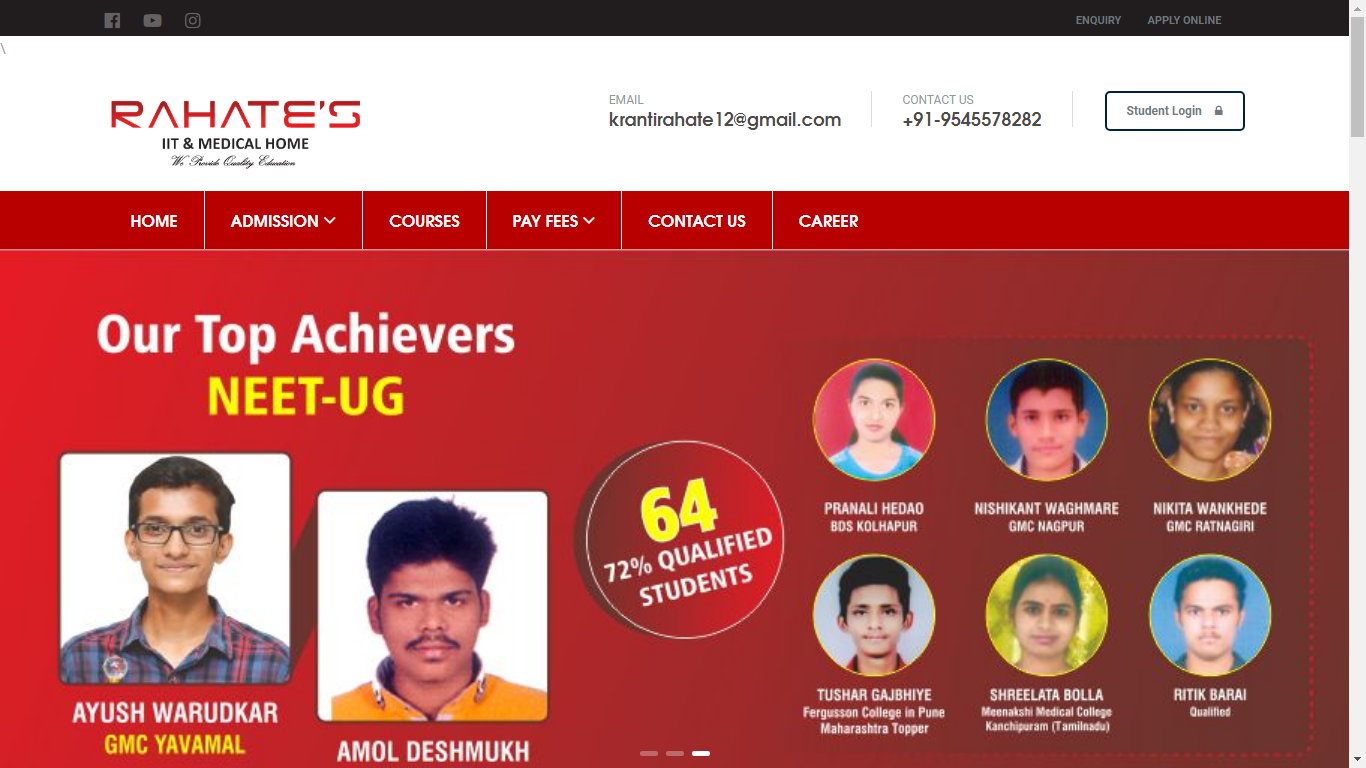 ENQUIRY APPLY ONLINE
\
RAHATE'S
IIT & MEDICAL HOME
We Provide Quality Education
EMAIL
krantirahate12@gmail.com
CONTACT US
+91-9545578282
Student Login
HOME ADMISSION COURSES PAY FEES CONTACT US CAREER
Our Top Achievers
NEET-UG
AYUSH WARUDKAR
GMC YAVAMAL
AMOL DESHMUKH
64
72% QUALIFIED
STUDENTS
PRANALI HEDAO
BDS KOLHAPUR
NISHIKANT WAGHMARE
GMC NAGPUR
NIKITA WANKHEDE
GMC RATNAGIRI
TUSHAR GAJBHIYE
Fergusson College in Pune
Maharashtra Topper
SHREELATA BOLLA
Meenakshi Medical College
Kanchipuram (Tamilnadu)
RITIK BARAI
Qualified